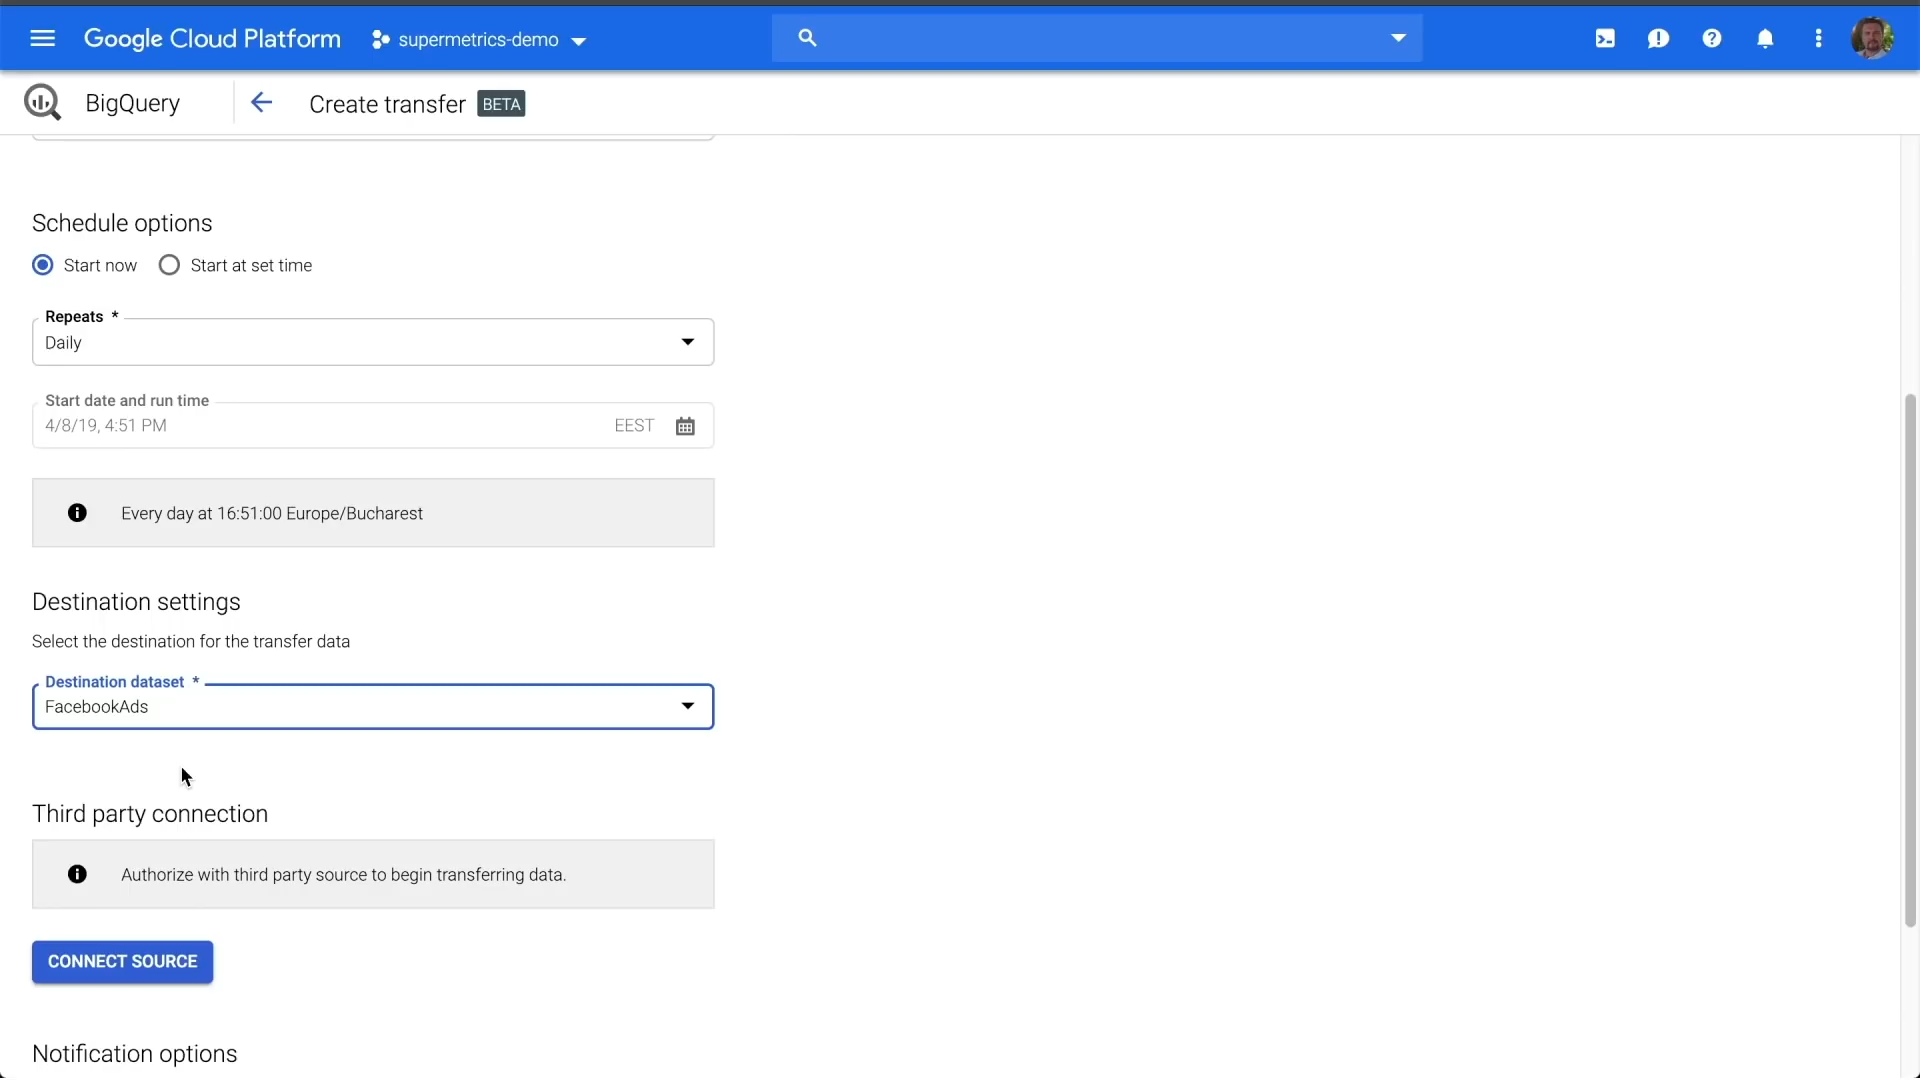 Google Cloud Platform
supermetrics-demo
BigQuery
Create transfer BETA
Schedule options
Start now
Start at set time
Repeats *
Daily
Start date and run time
4/8/19, 4:51 PM EEST
Every day at 16:51:00 Europe/Bucharest
Destination settings
Select the destination for the transfer data
Destination dataset *
FacebookAds
Third party connection
Authorize with third party source to begin transferring data.
CONNECT SOURCE
Notification options